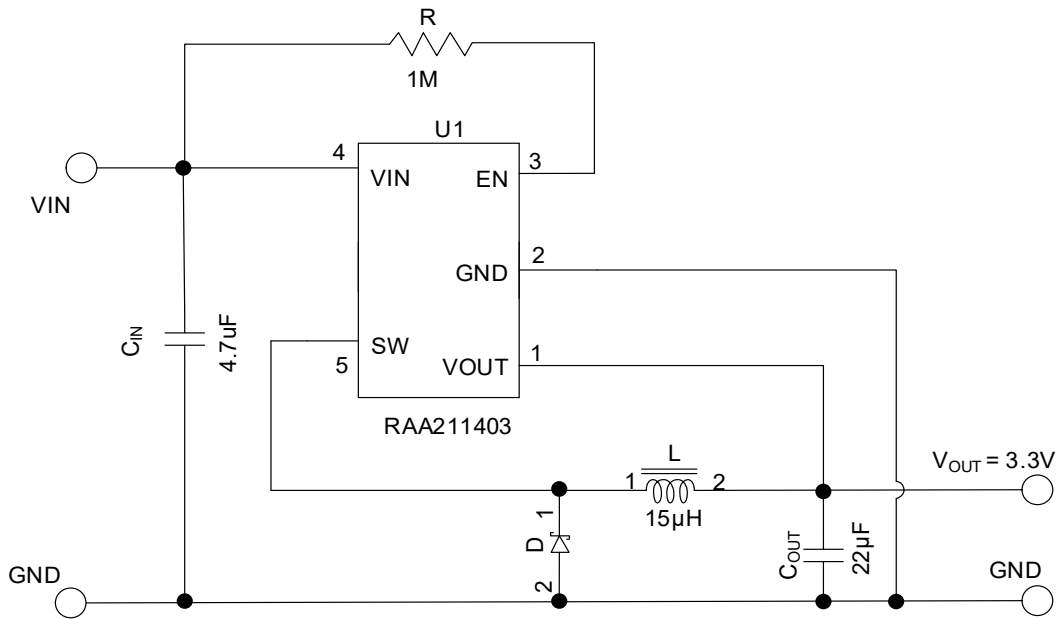 R
1M
U1
4
VIN
EN
3
VIN
GND
2
C_IN
4.7uF
SW
5
VOUT
1
RAA211403
L
V_OUT = 3.3V
1
2
15µH
1
D
2
C_OUT
22µF
GND
GND